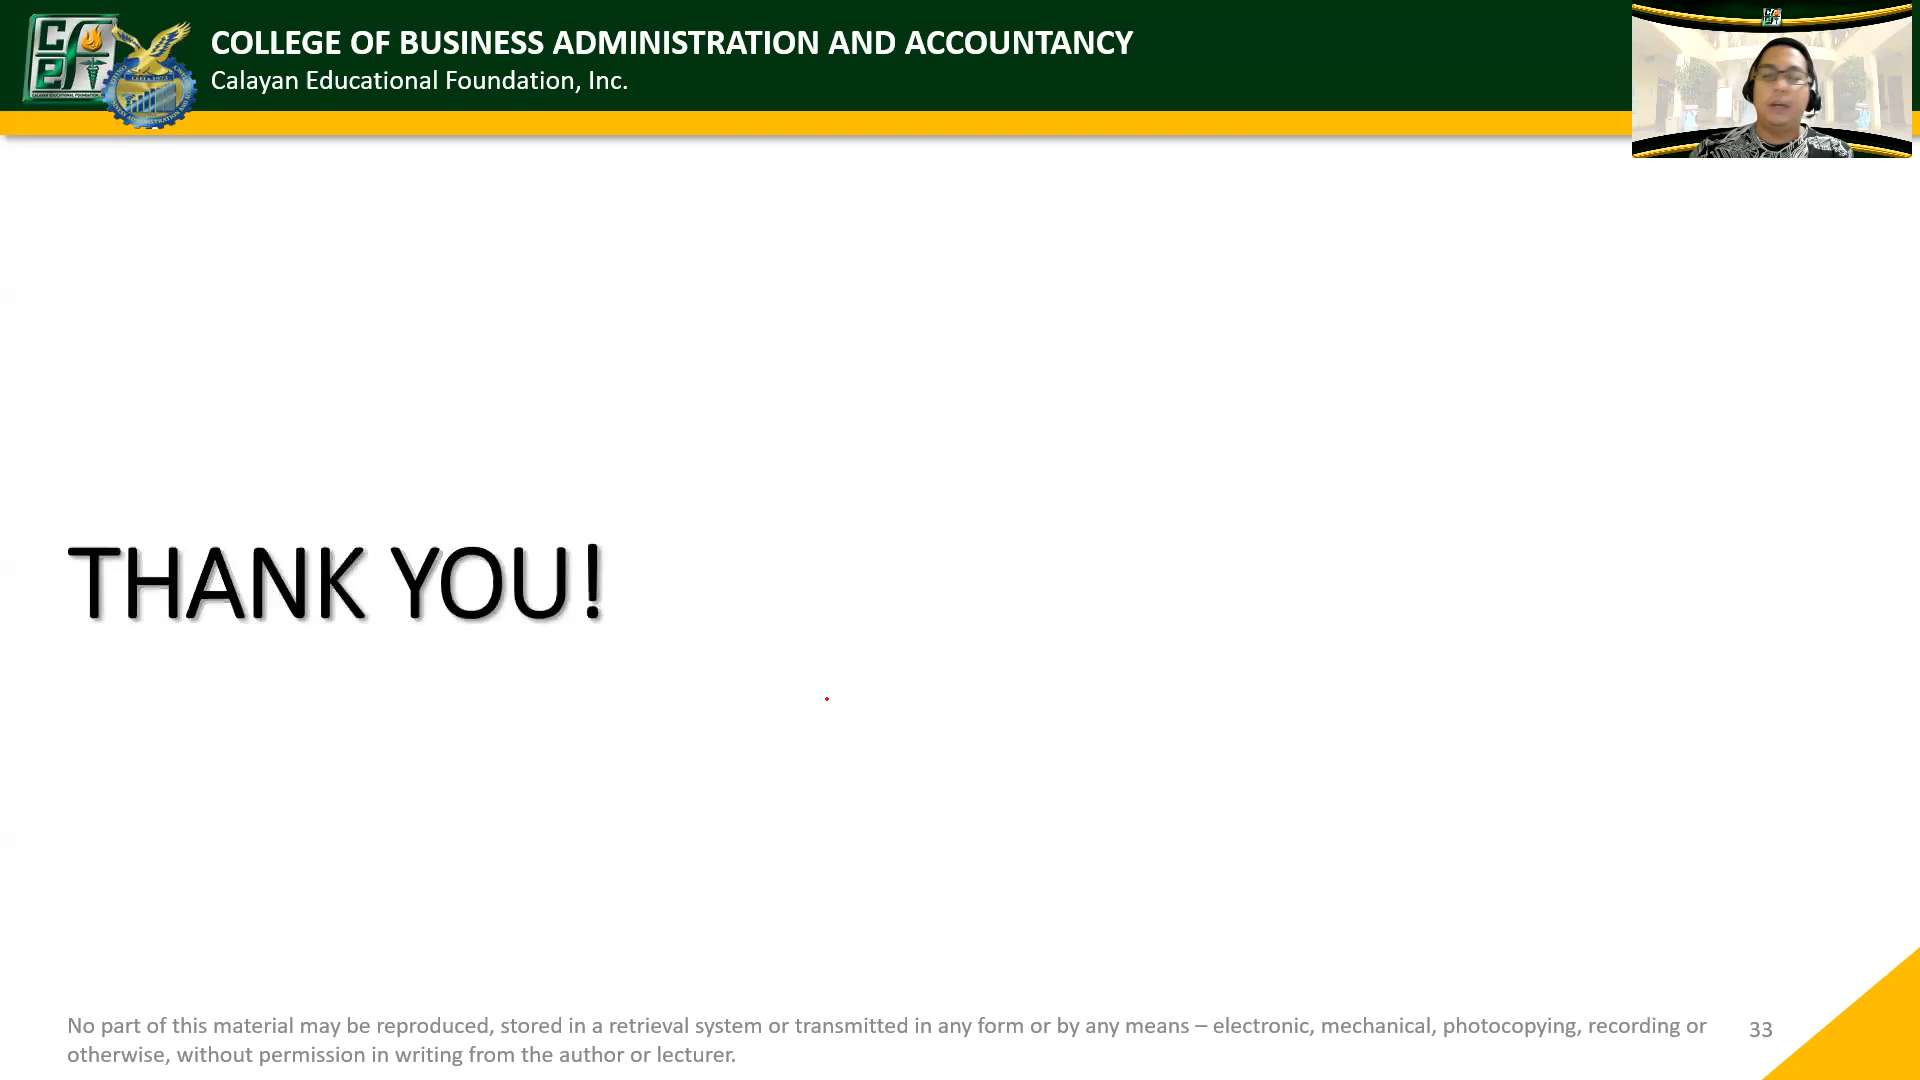 COLLEGE OF BUSINESS ADMINISTRATION AND ACCOUNTANCY
Calayan Educational Foundation, Inc.
THANK YOU!
No part of this material may be reproduced, stored in a retrieval system or transmitted in any form or by any means – electronic, mechanical, photocopying, recording or
otherwise, without permission in writing from the author or lecturer.
33